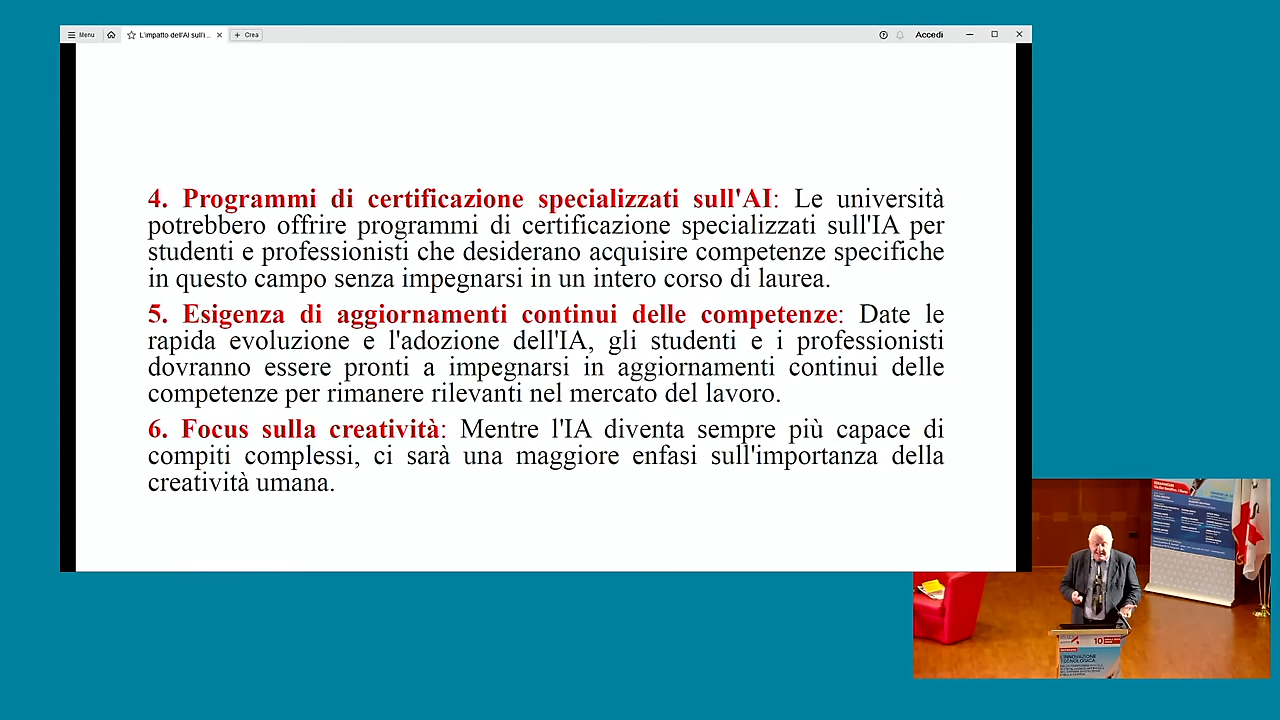 Menu
L'impatto dell'AI sull'i...
Crea
Accedi
4. Programmi di certificazione specializzati sull'AI: Le università
potrebbero offrire programmi di certificazione specializzati sull'IA per
studenti e professionisti che desiderano acquisire competenze specifiche
in questo campo senza impegnarsi in un intero corso di laurea.
5. Esigenza di aggiornamenti continui delle competenze: Date le
rapida evoluzione e l'adozione dell'IA, gli studenti e i professionisti
dovranno essere pronti a impegnarsi in aggiornamenti continui delle
competenze per rimanere rilevanti nel mercato del lavoro.
6. Focus sulla creatività: Mentre l'IA diventa sempre più capace di
compiti complessi, ci sarà una maggiore enfasi sull'importanza della
creatività umana.
10
L'INNOVAZIONE
TECNOLOGICA